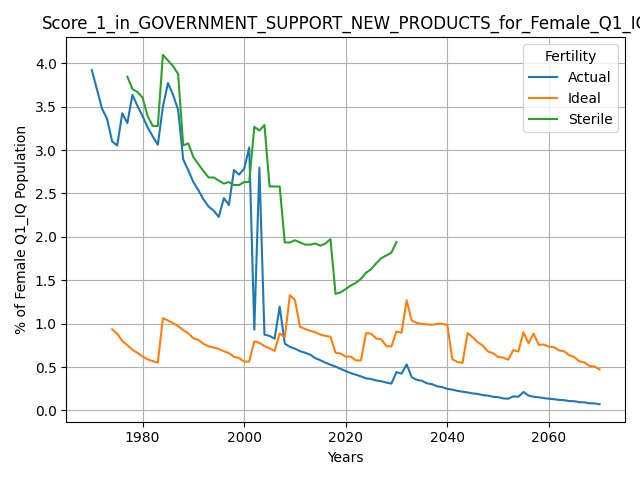 Score_1_in_GOVERNMENT_SUPPORT_NEW_PRODUCTS_for_Female_Q1_IQ
Fertility
Actual
Ideal
Sterile
% of Female Q1_IQ Population
4.0
3.5
3.0
2.5
2.0
1.5
1.0
0.5
0.0
1980 2000 2020 2040 2060
Years